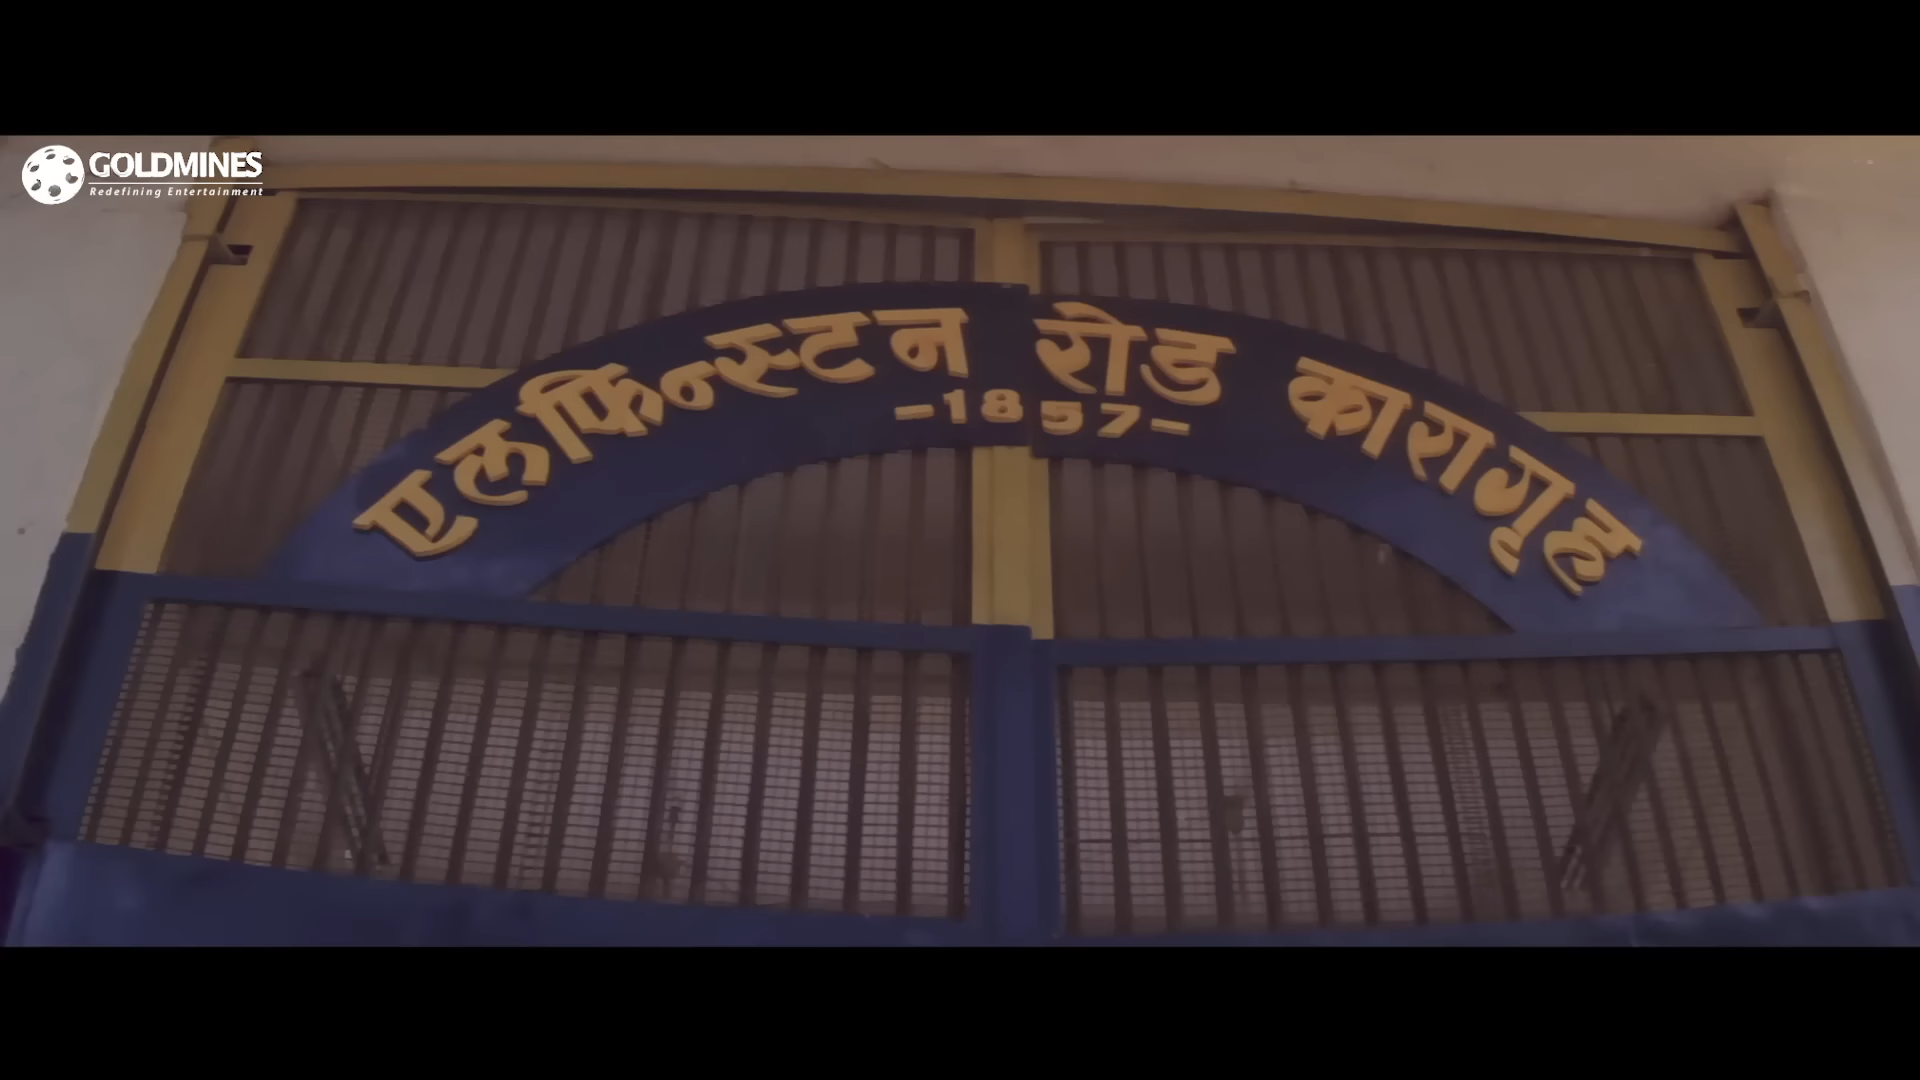 GOLDMINES
Redefining Entertainment
एलफिन्स्टन रोड कारागृह
-1857-